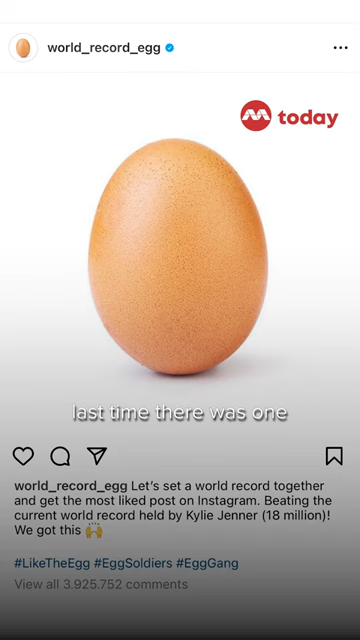 world_record_egg
today
last time there was one
world_record_egg Let's set a world record together
and get the most liked post on Instagram. Beating the
current world record held by Kylie Jenner (18 million)!
We got this 🙌
#LikeTheEgg #EggSoldiers #EggGang
View all 3.925.752 comments